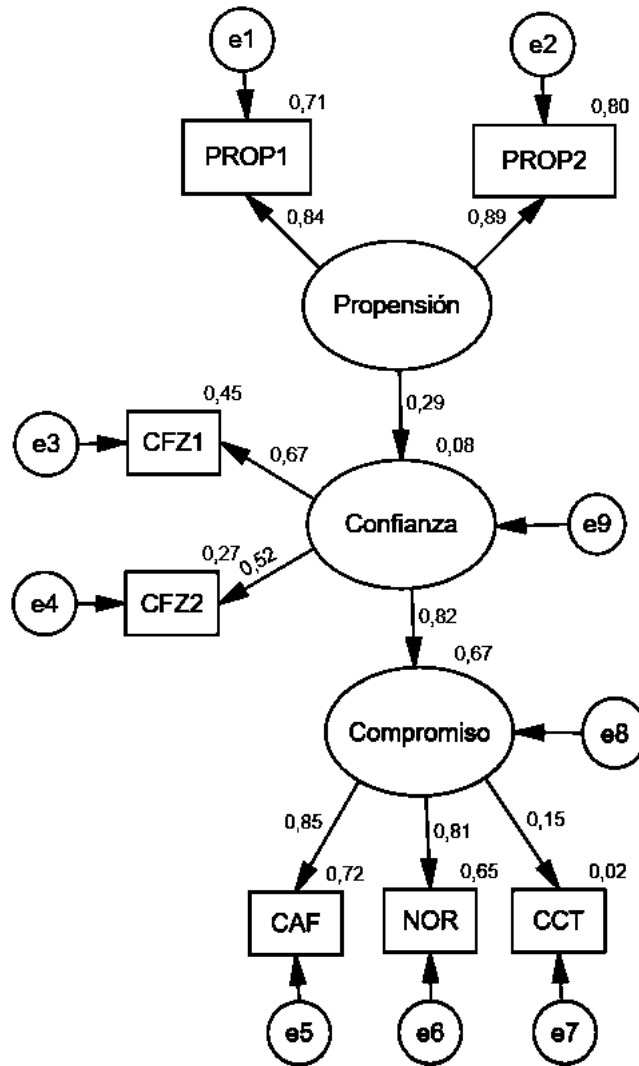 e1
e2
0,71
0,80
PROP1
PROP2
0,84
0,89
Propensión
0,29
0,45
0,08
e3
CFZ1
0,67
Confianza
e9
0,27
0,52
e4
CFZ2
0,82
0,67
Compromiso
e8
0,85
0,81
0,15
0,72
0,65
0,02
CAF
NOR
CCT
e5
e6
e7